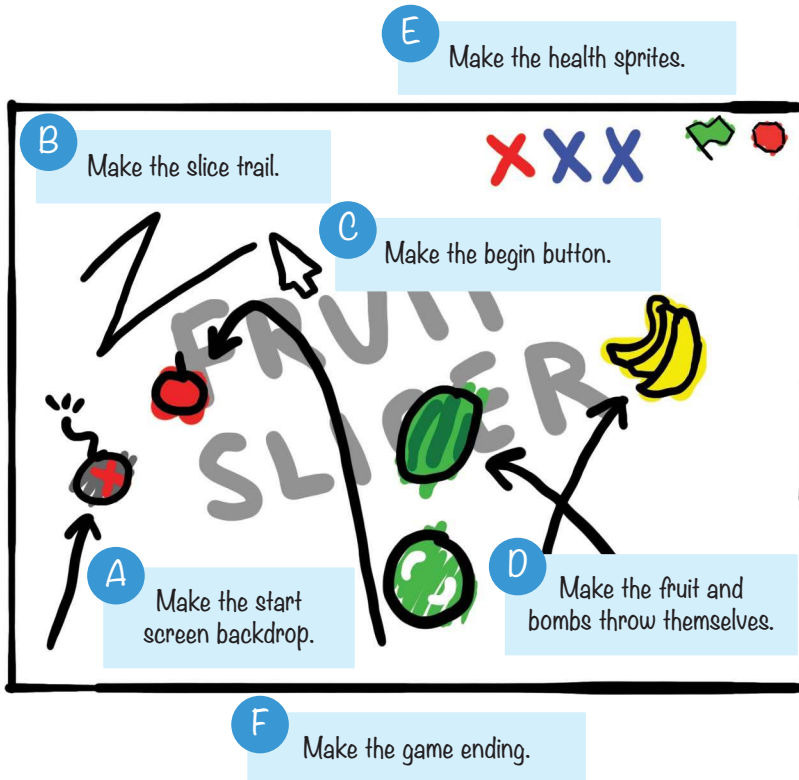 E
Make the health sprites.
B
Make the slice trail.
X X X
C
Make the begin button.
FRUIT
SLICER
A
Make the start
screen backdrop.
D
Make the fruit and
bombs throw themselves.
F
Make the game ending.